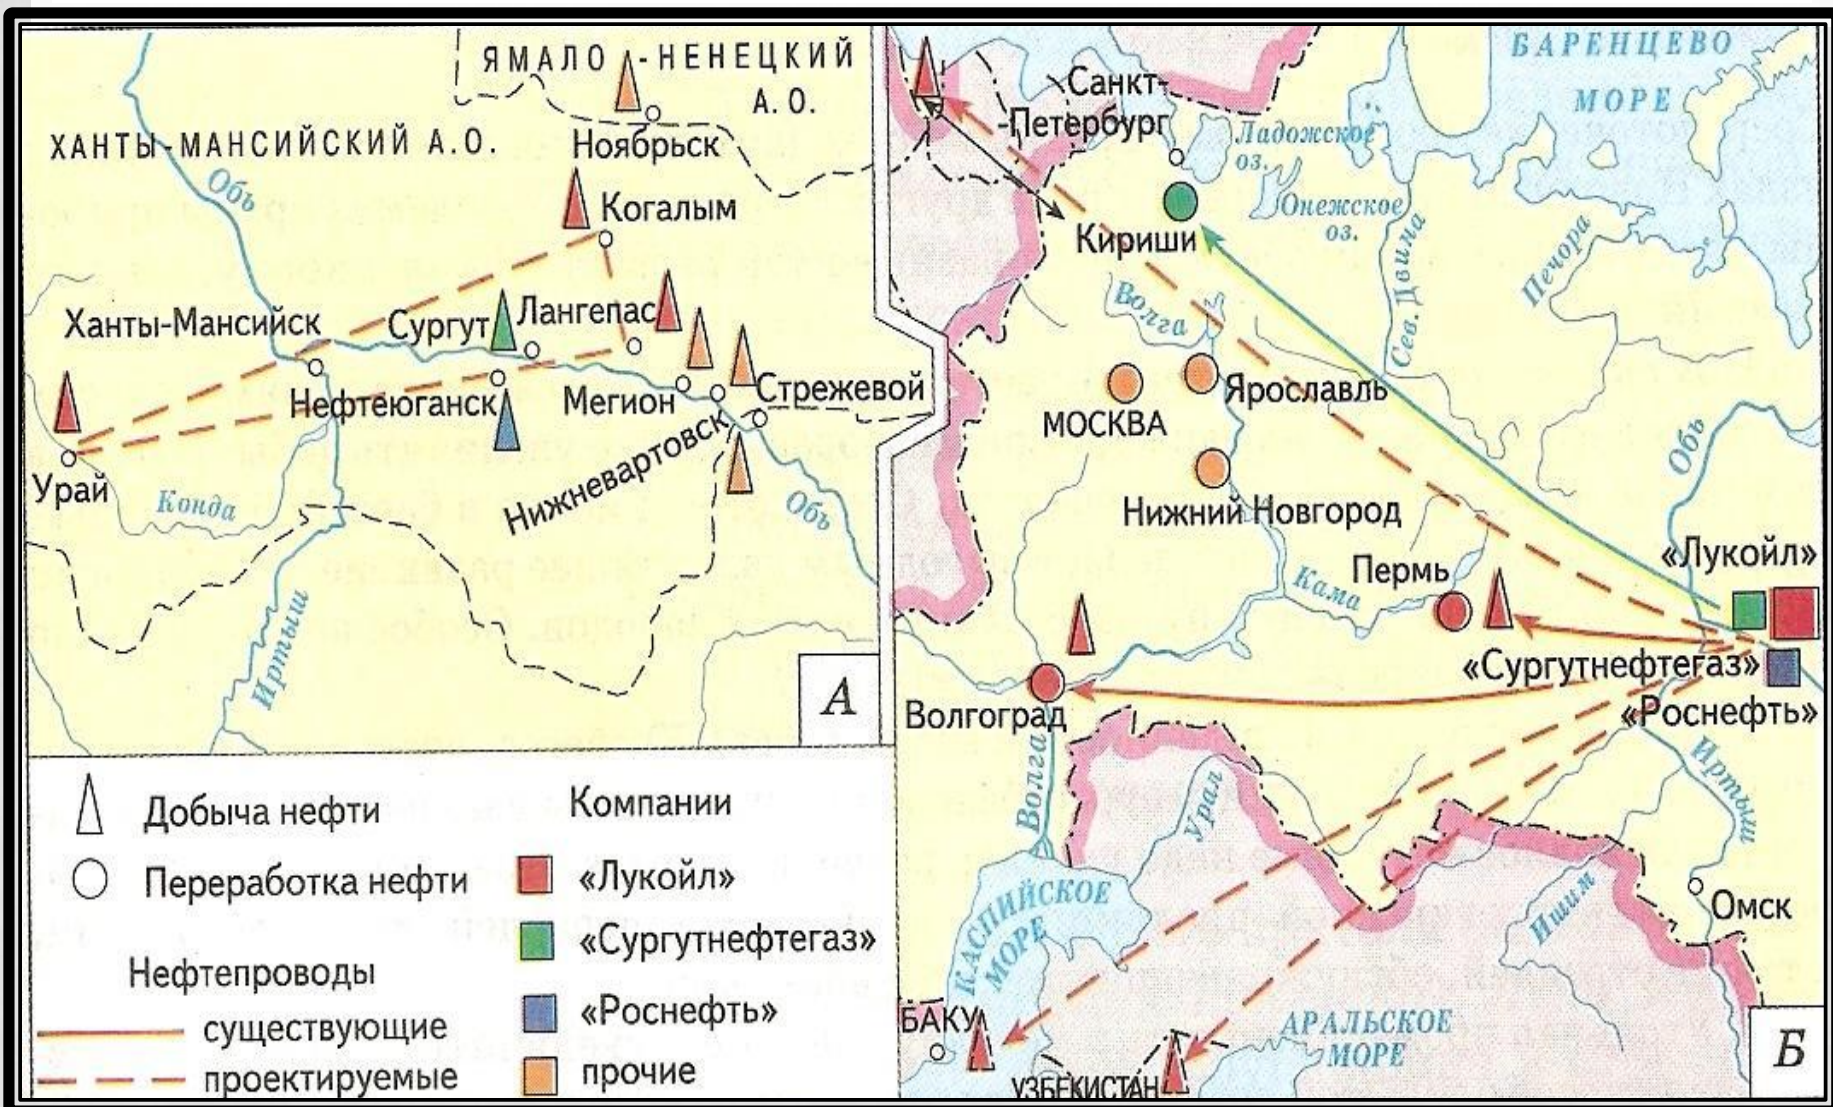 ЯМАЛО-НЕНЕЦКИЙ
А. О.
ХАНТЫ-МАНСИЙСКИЙ А.О.
Ноябрьск
Обь
Когалым
Ханты-Мансийск
Сургут
Лангепас
Нефтеюганск
Мегион
Стрежевой
Нижневартовск
Урай
Конда
Обь
Иртыш
А
Добыча нефти
Переработка нефти
Нефтепроводы
существующие
проектируемые
Компании
«Лукойл»
«Сургутнефтегаз»
«Роснефть»
прочие
БАРЕНЦЕВО
МОРЕ
Санкт-
-Петербург
Ладожское
оз.
Онежское
оз.
Кириши
Сев. Двина
Печора
Волга
Ярославль
МОСКВА
Обь
Нижний Новгород
«Лукойл»
Пермь
Кама
«Сургутнефтегаз»
«Роснефть»
Волгоград
Волга
Урал
Иртыш
Ишим
Омск
КАСПИЙСКОЕ
МОРЕ
БАКУ
АРАЛЬСКОЕ
МОРЕ
УЗБЕКИСТАН
Б